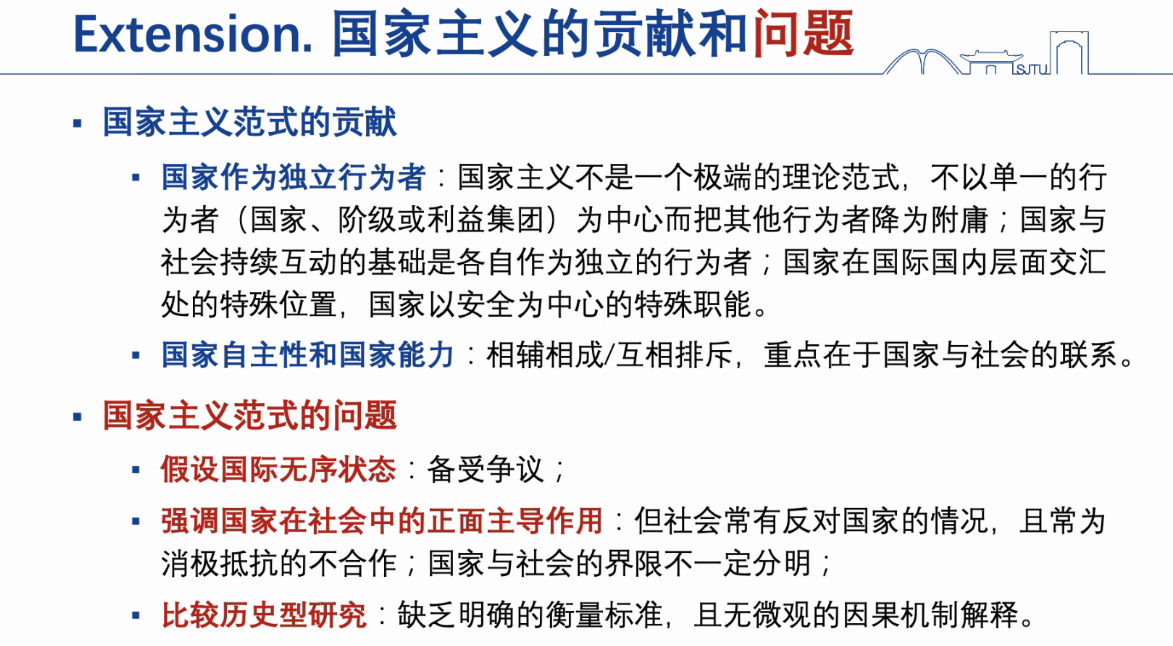 Extension. 国家主义的贡献和问题
SJTU
▪ 国家主义范式的贡献
▪ 国家作为独立行为者：国家主义不是一个极端的理论范式，不以单一的行
为者（国家、阶级或利益集团）为中心而把其他行为者降为附庸；国家与
社会持续互动的基础是各自作为独立的行为者；国家在国际国内层面交汇
处的特殊位置，国家以安全为中心的特殊职能。
▪ 国家自主性和国家能力：相辅相成/互相排斥，重点在于国家与社会的联系。
▪ 国家主义范式的问题
▪ 假设国际无序状态：备受争议；
▪ 强调国家在社会中的正面主导作用：但社会常有反对国家的情况，且常为
消极抵抗的不合作；国家与社会的界限不一定分明；
▪ 比较历史型研究：缺乏明确的衡量标准，且无微观的因果机制解释。